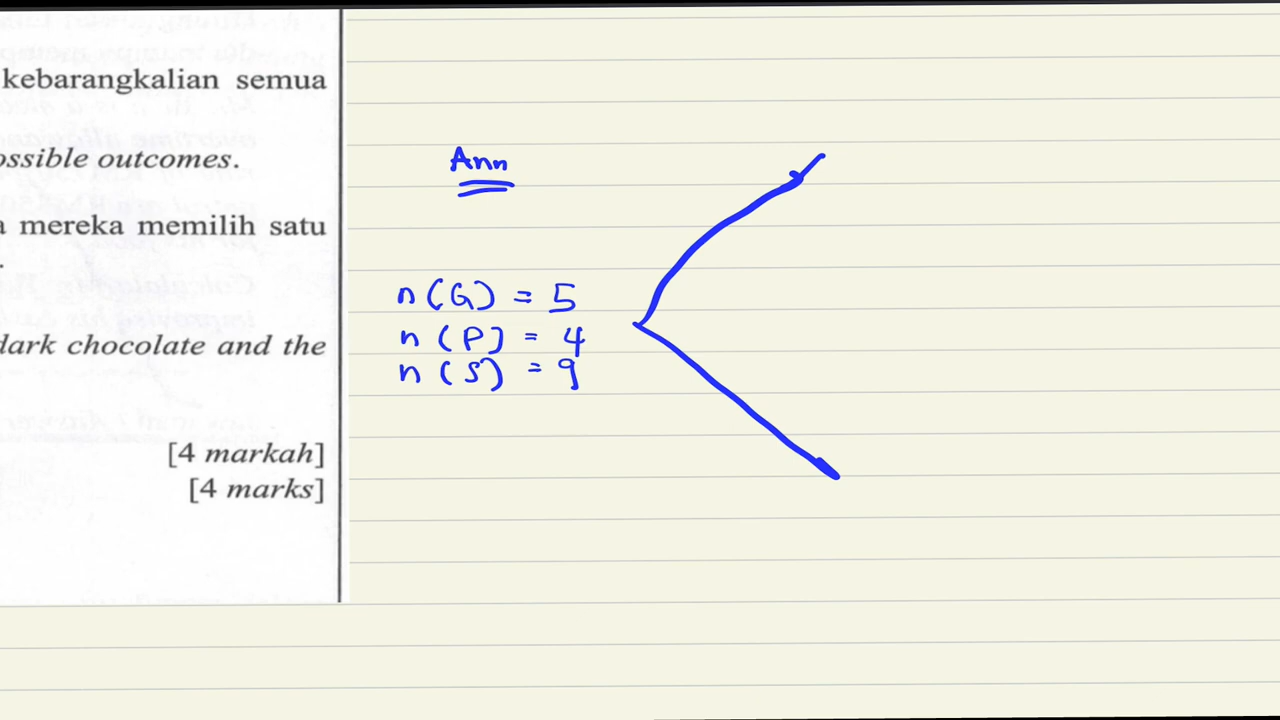 kebarangkalian semua
ossible outcomes.
a mereka memilih satu
dark chocolate and the
[4 markah]
[4 marks]
Ann
n(G) = 5
n(P) = 4
n(S) = 9